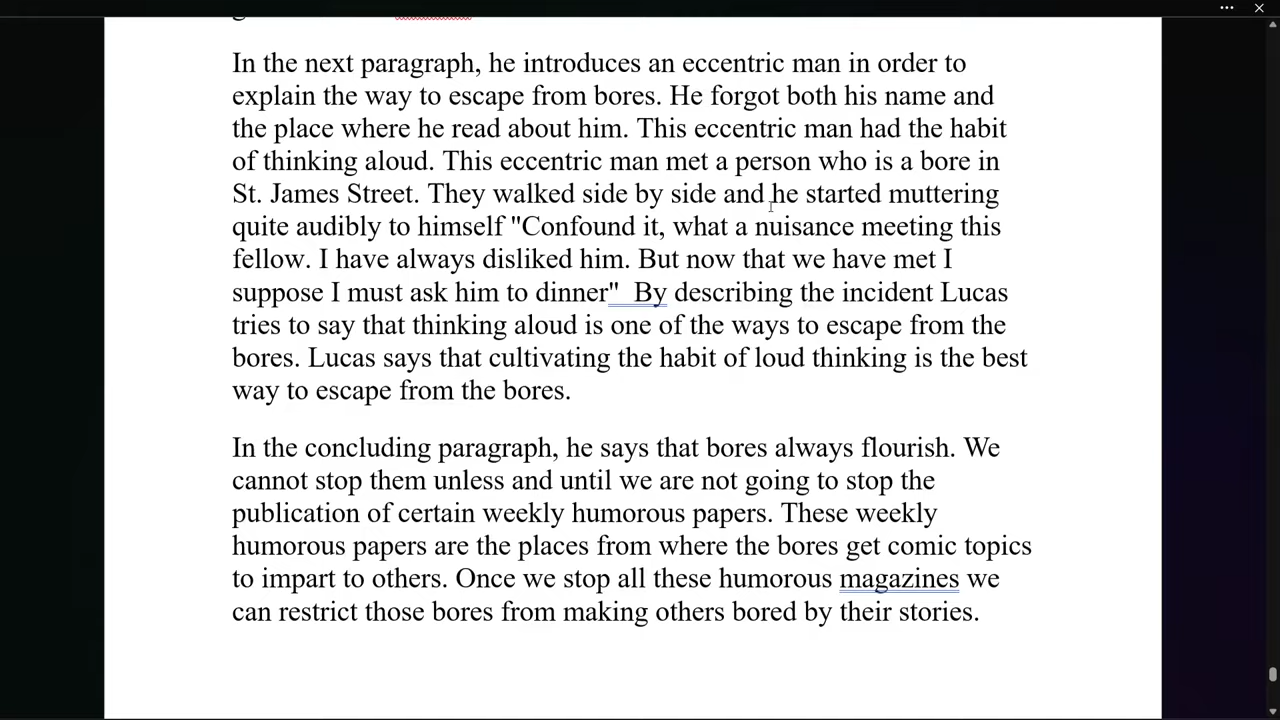 In the next paragraph, he introduces an eccentric man in order to
explain the way to escape from bores. He forgot both his name and
the place where he read about him. This eccentric man had the habit
of thinking aloud. This eccentric man met a person who is a bore in
St. James Street. They walked side by side and he started muttering
quite audibly to himself "Confound it, what a nuisance meeting this
fellow. I have always disliked him. But now that we have met I
suppose I must ask him to dinner"  By describing the incident Lucas
tries to say that thinking aloud is one of the ways to escape from the
bores. Lucas says that cultivating the habit of loud thinking is the best
way to escape from the bores.
In the concluding paragraph, he says that bores always flourish. We
cannot stop them unless and until we are not going to stop the
publication of certain weekly humorous papers. These weekly
humorous papers are the places from where the bores get comic topics
to impart to others. Once we stop all these humorous magazines we
can restrict those bores from making others bored by their stories.